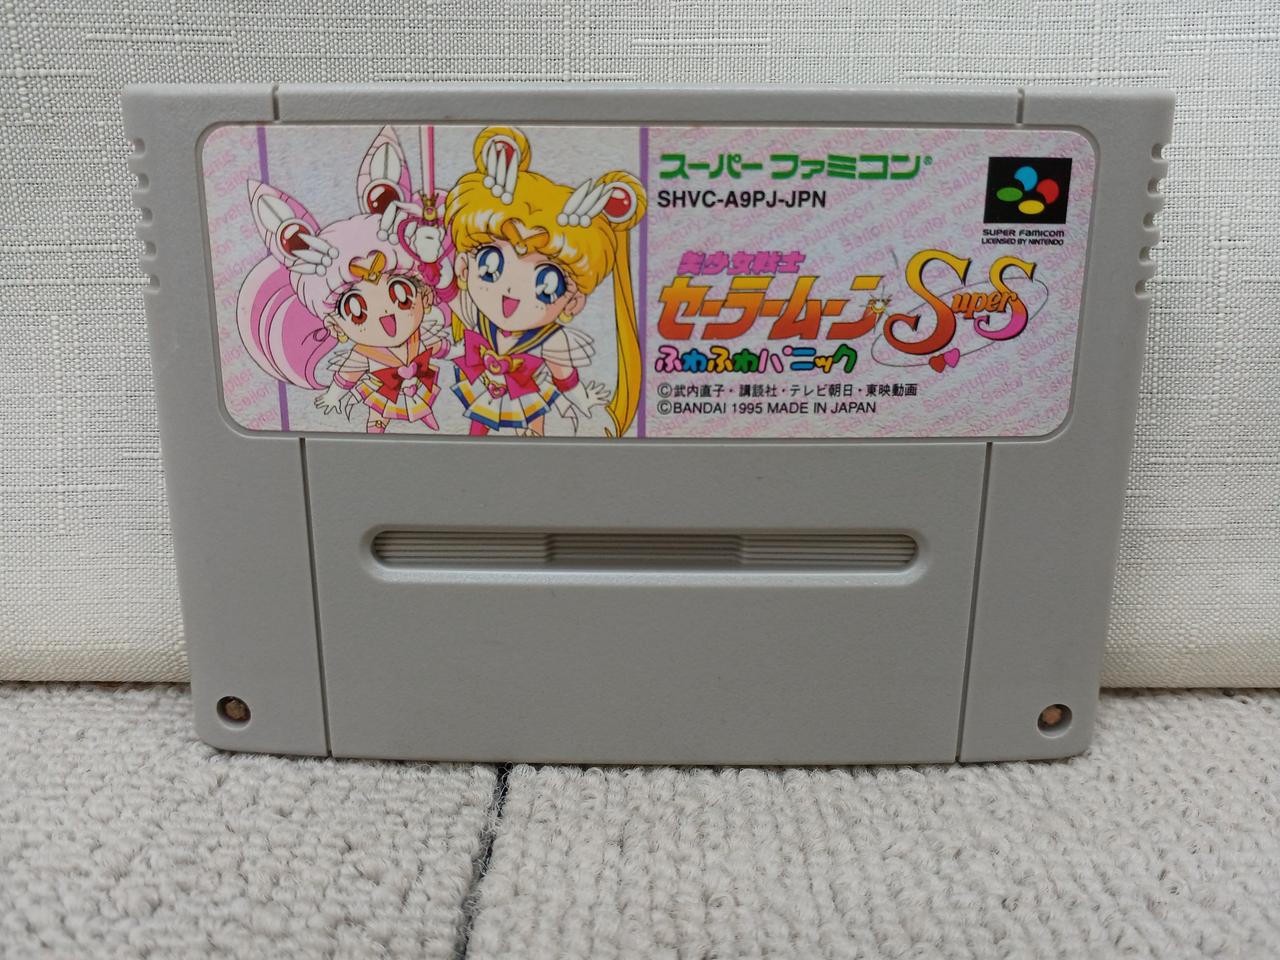 スーパーファミコン®
SHVC-A9PJ-JPN
SUPER FAMICOM
LICENSED BY NINTENDO
美少女戦士
セーラームーン SuperS
ふわふわパニック
©武内直子・講談社・テレビ朝日・東映動画
©BANDAI 1995 MADE IN JAPAN